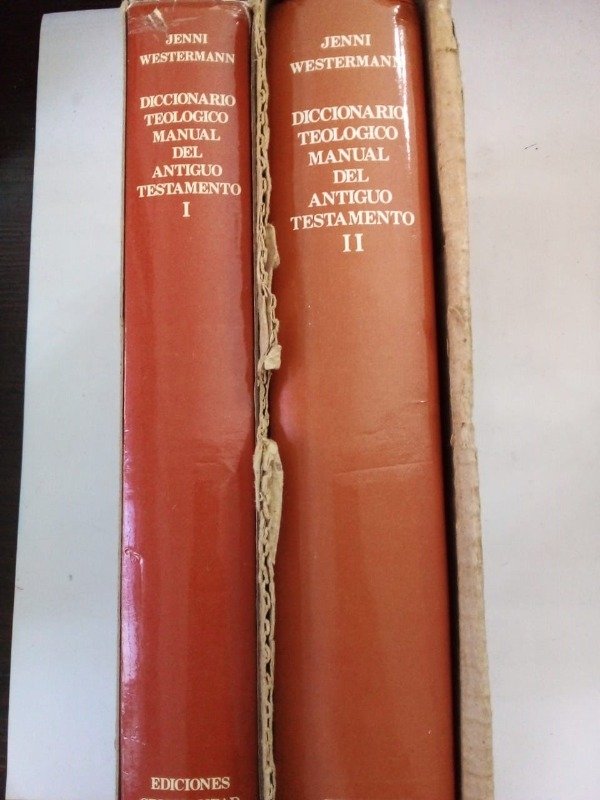 JENNI
WESTERMANN
DICCIONARIO
TEOLOGICO
MANUAL
DEL
ANTIGUO
TESTAMENTO
I
EDICIONES
JENNI
WESTERMANN
DICCIONARIO
TEOLOGICO
MANUAL
DEL
ANTIGUO
TESTAMENTO
II